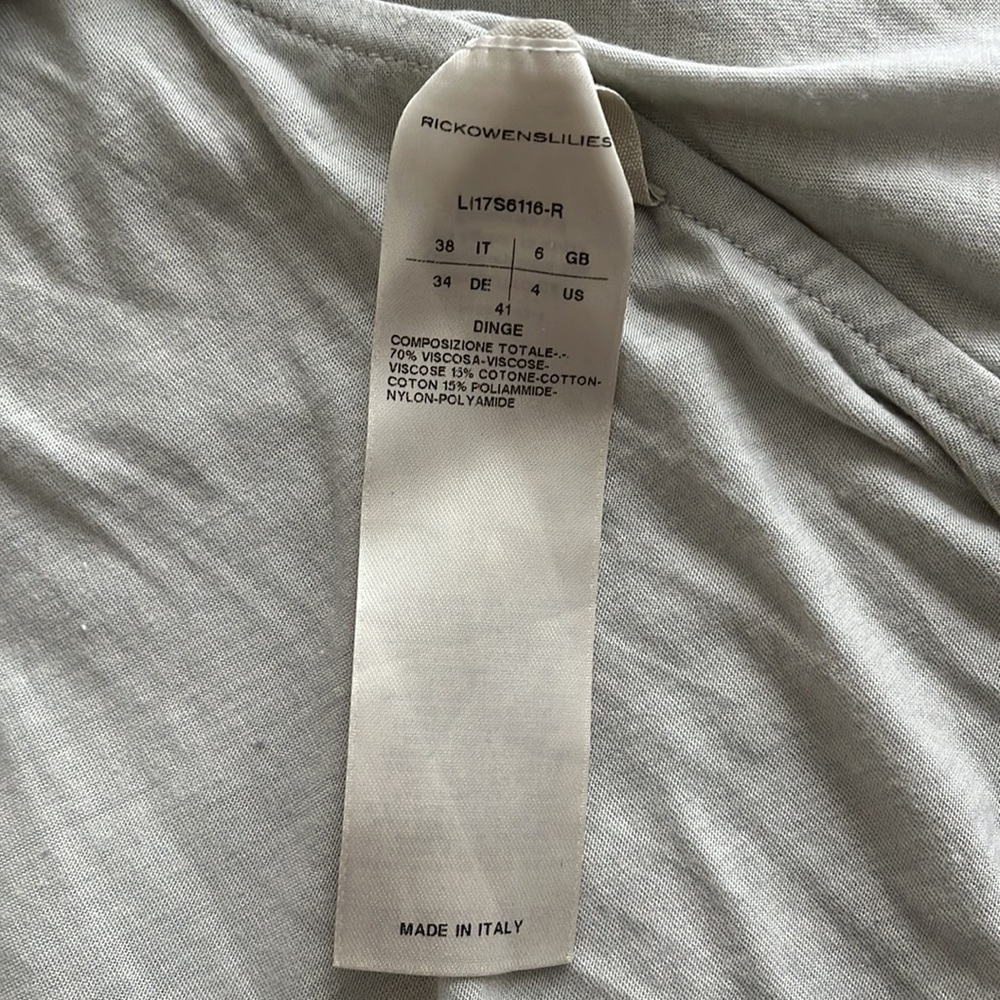 RICKOWENSLILIES
LI17S6116-R
38 IT 6 GB
34 DE 4 US
41
DINGE
COMPOSIZIONE TOTALE-.-.
70% VISCOSA-VISCOSE-
VISCOSE 15% COTONE-COTTON-
COTON 15% POLIAMMIDE-
NYLON-POLYAMIDE
MADE IN ITALY